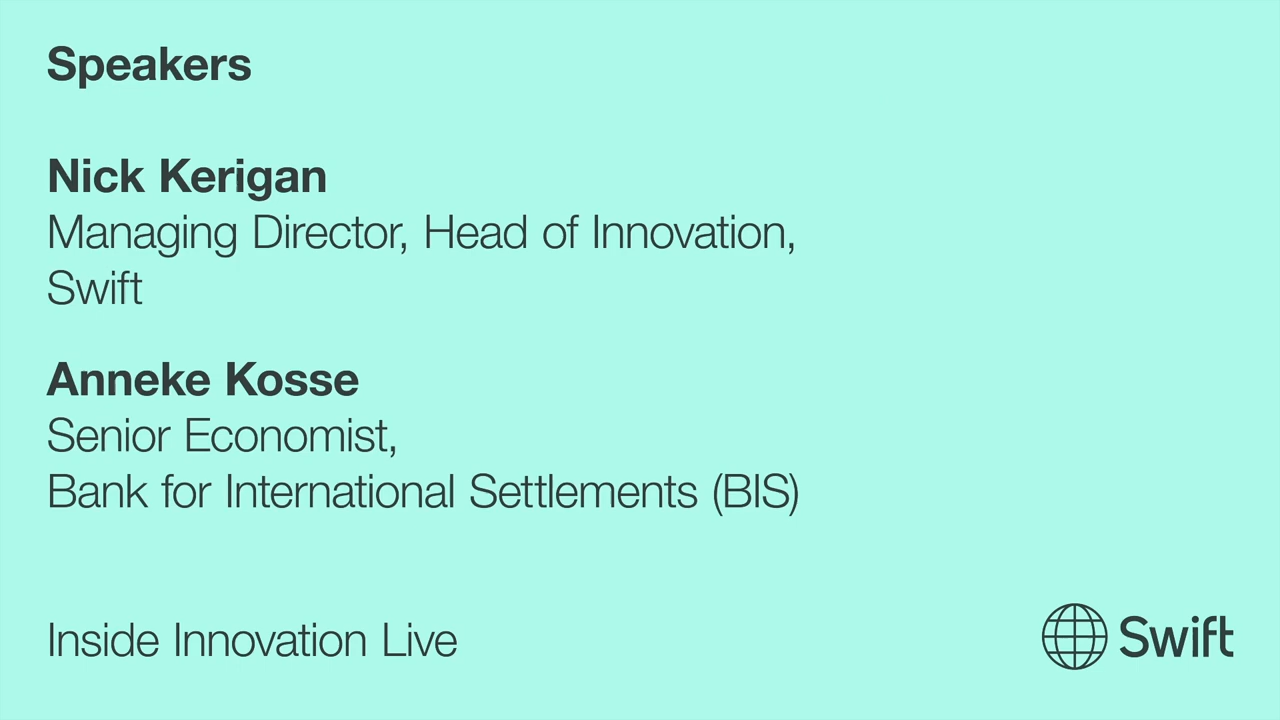 Speakers
Nick Kerigan
Managing Director, Head of Innovation,
Swift
Anneke Kosse
Senior Economist,
Bank for International Settlements (BIS)
Inside Innovation Live
Swift